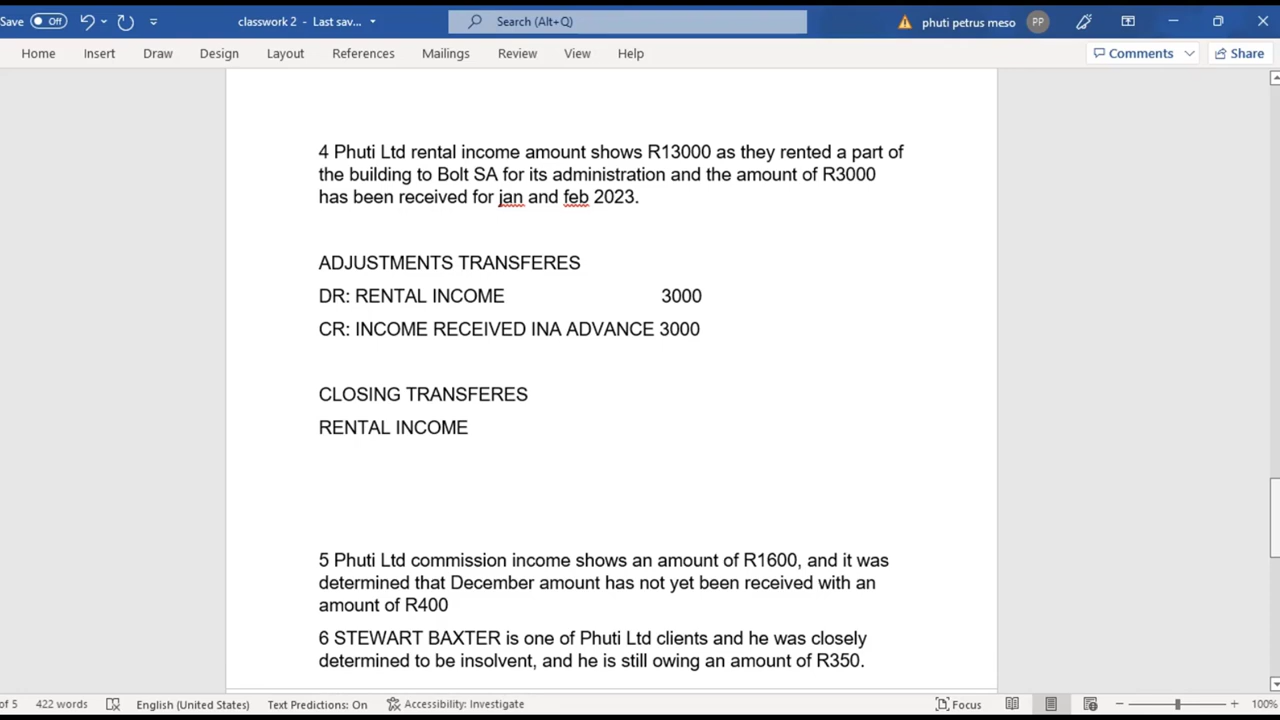 Save Off classwork 2 - Last sav... Search (Alt+Q) phuti petrus meso PP
Home Insert Draw Design Layout References Mailings Review View Help Comments Share
4 Phuti Ltd rental income amount shows R13000 as they rented a part of
the building to Bolt SA for its administration and the amount of R3000
has been received for jan and feb 2023.
ADJUSTMENTS TRANSFERES
DR: RENTAL INCOME 3000
CR: INCOME RECEIVED INA ADVANCE 3000
CLOSING TRANSFERES
RENTAL INCOME
5 Phuti Ltd commission income shows an amount of R1600, and it was
determined that December amount has not yet been received with an
amount of R400
6 STEWART BAXTER is one of Phuti Ltd clients and he was closely
determined to be insolvent, and he is still owing an amount of R350.
of 5 422 words English (United States) Text Predictions: On Accessibility: Investigate Focus 100%